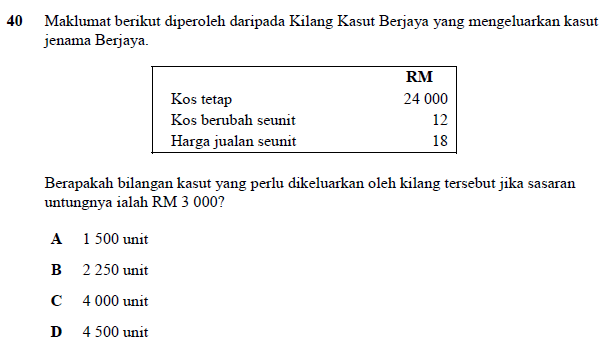 40 Maklumat berikut diperoleh daripada Kilang Kasut Berjaya yang mengeluarkan kasut
jenama Berjaya.
RM
Kos tetap 24 000
Kos berubah seunit 12
Harga jualan seunit 18
Berapakah bilangan kasut yang perlu dikeluarkan oleh kilang tersebut jika sasaran
untungnya ialah RM 3 000?
A 1 500 unit
B 2 250 unit
C 4 000 unit
D 4 500 unit